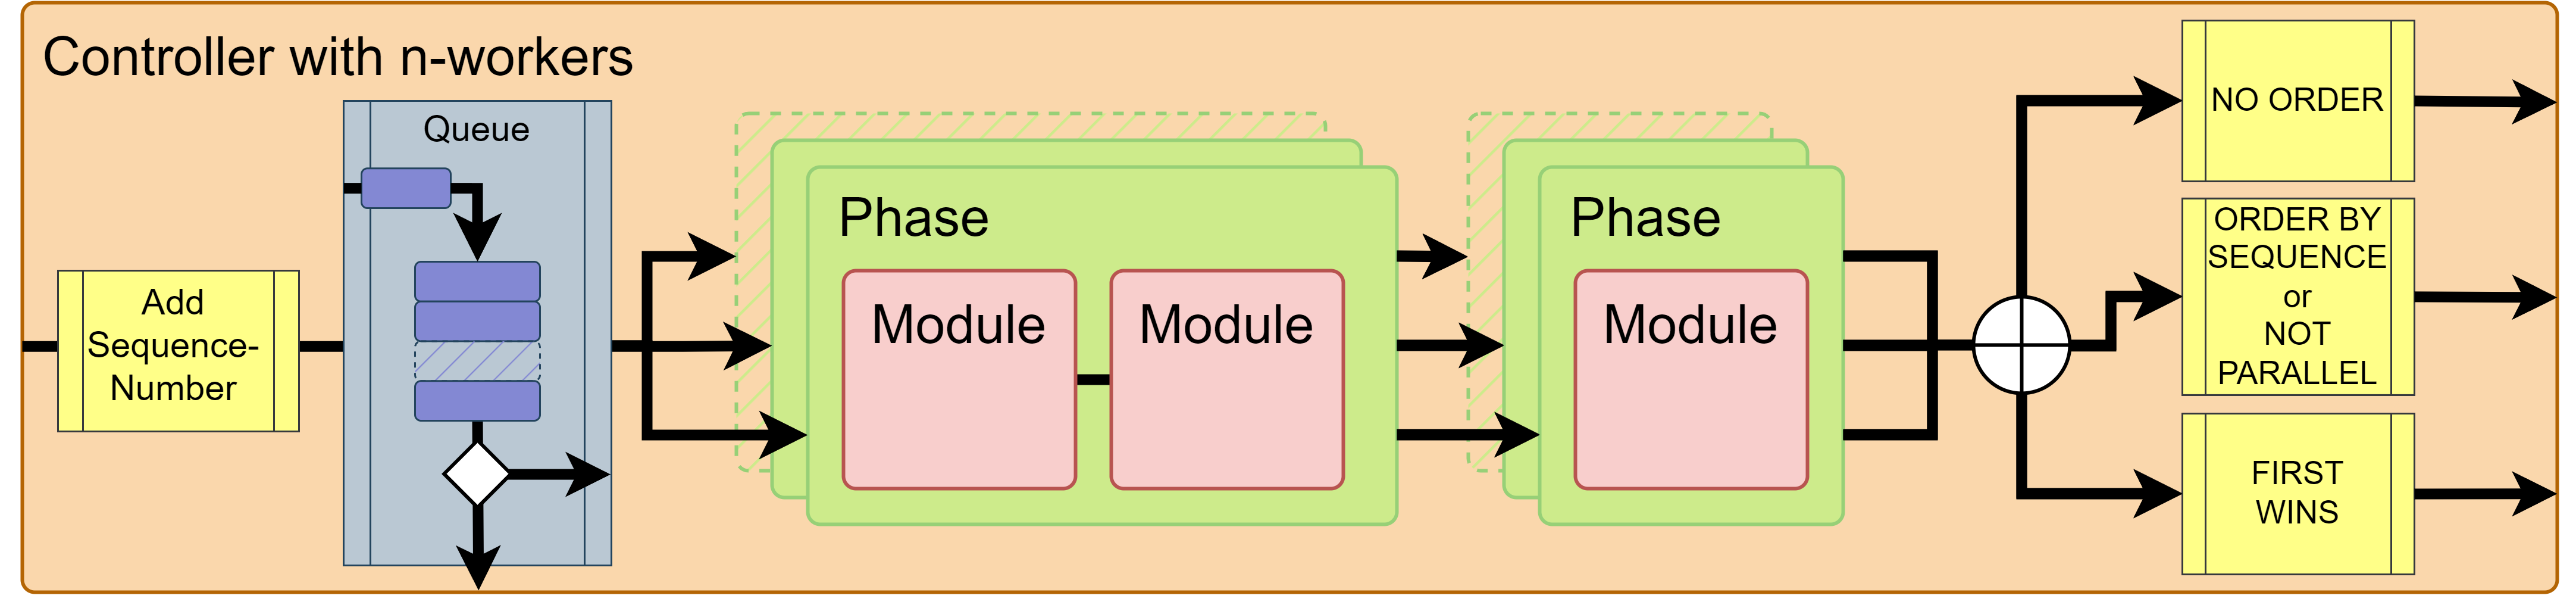 Controller with n-workers
Add
Sequence-
Number
Queue
Phase
Module
Module
Phase
Module
NO ORDER
ORDER BY
SEQUENCE
or
NOT
PARALLEL
FIRST
WINS